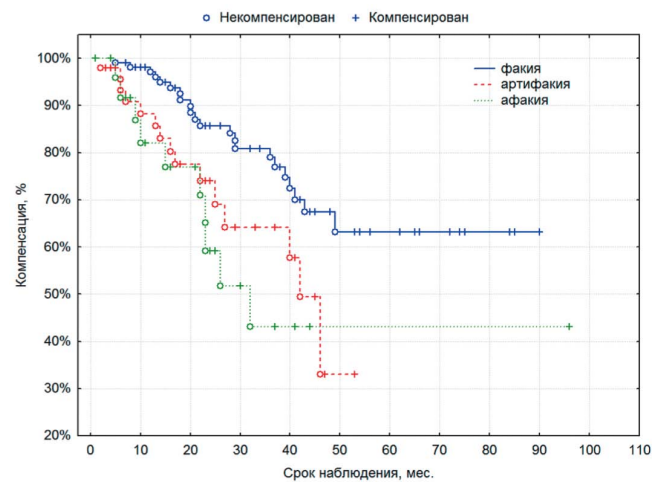 Некомпенсирован Компенсирован
факия
артифакия
афакия
Компенсация, %
100%
90%
80%
70%
60%
50%
40%
30%
20%
0 10 20 30 40 50 60 70 80 90 100 110
Срок наблюдения, мес.